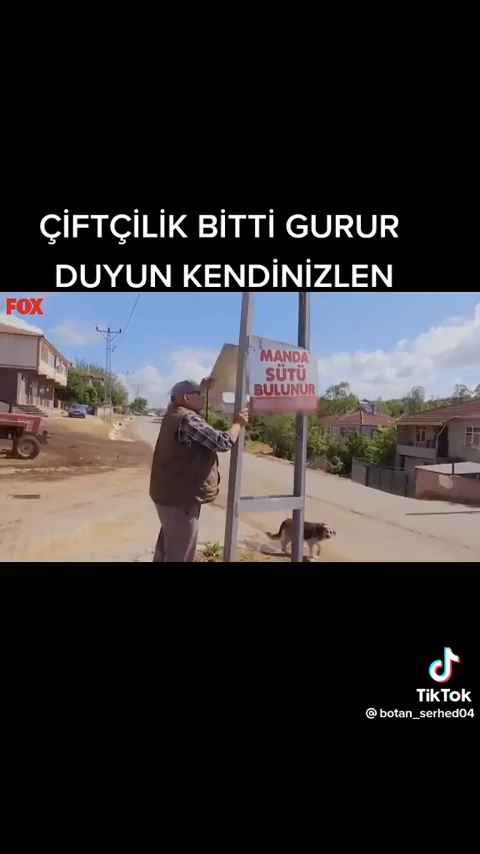 ÇİFTÇİLİK BİTTİ GURUR
DUYUN KENDİNİZLEN
FOX
MANDA
SÜTÜ
BULUNUR
TikTok
@botan_serhed04